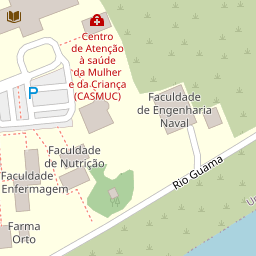 Centro
de Atenção
à saúde
da Mulher
e da Criança
(CASMUC)
P
Faculdade
de Engenharia
Naval
Faculdade
de Nutrição
Faculdade
Enfermagem
Rio Guama
Farma
Orto